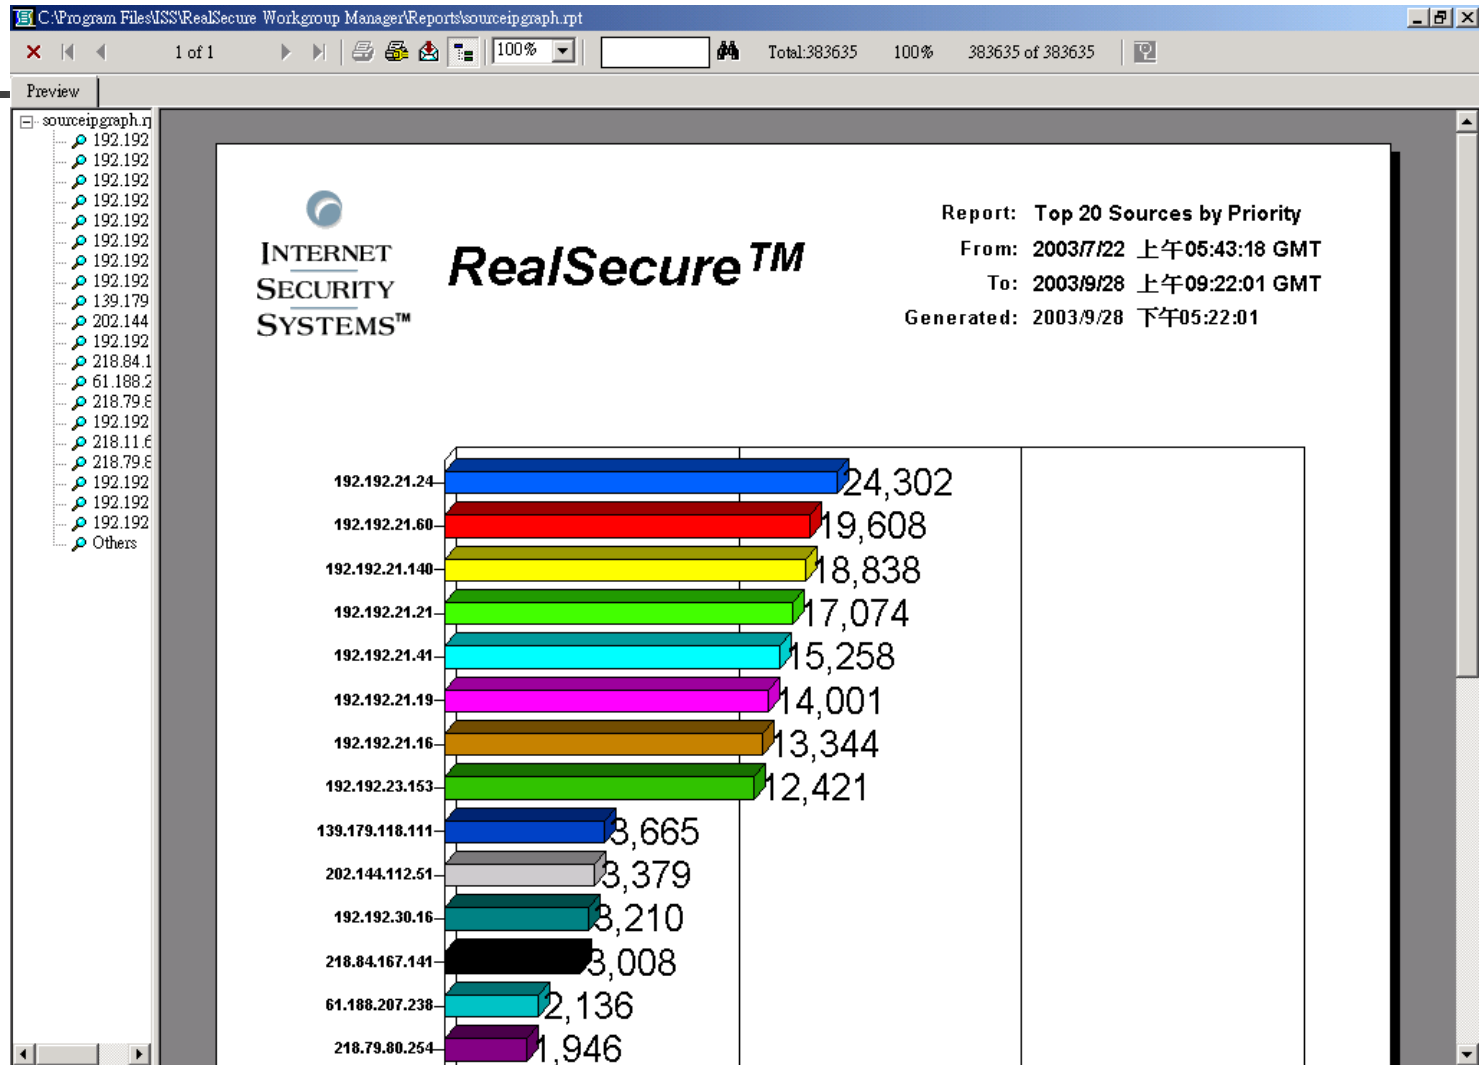 C:\Program Files\ISS\RealSecure Workgroup Manager\Reports\sourceipgraph.rpt
1 of 1
100%
Total:383635
100%
383635 of 383635
Preview
sourceipgraph.rp
192.192
192.192
192.192
192.192
192.192
192.192
192.192
192.192
139.179
202.144
192.192
218.84.1
61.188.2
218.79.8
192.192
218.11.6
218.79.8
192.192
192.192
192.192
Others
INTERNET
SECURITY
SYSTEMS™
RealSecure™
Report: Top 20 Sources by Priority
From: 2003/7/22 上午05:43:18 GMT
To: 2003/9/28 上午09:22:01 GMT
Generated: 2003/9/28 下午05:22:01
192.192.21.24 24,302
192.192.21.60 19,608
192.192.21.140 18,838
192.192.21.21 17,074
192.192.21.41 15,258
192.192.21.19 14,001
192.192.21.16 13,344
192.192.23.153 12,421
139.179.118.111 3,665
202.144.112.51 3,379
192.192.30.16 3,210
218.84.167.141 3,008
61.188.207.238 2,136
218.79.80.254 1,946